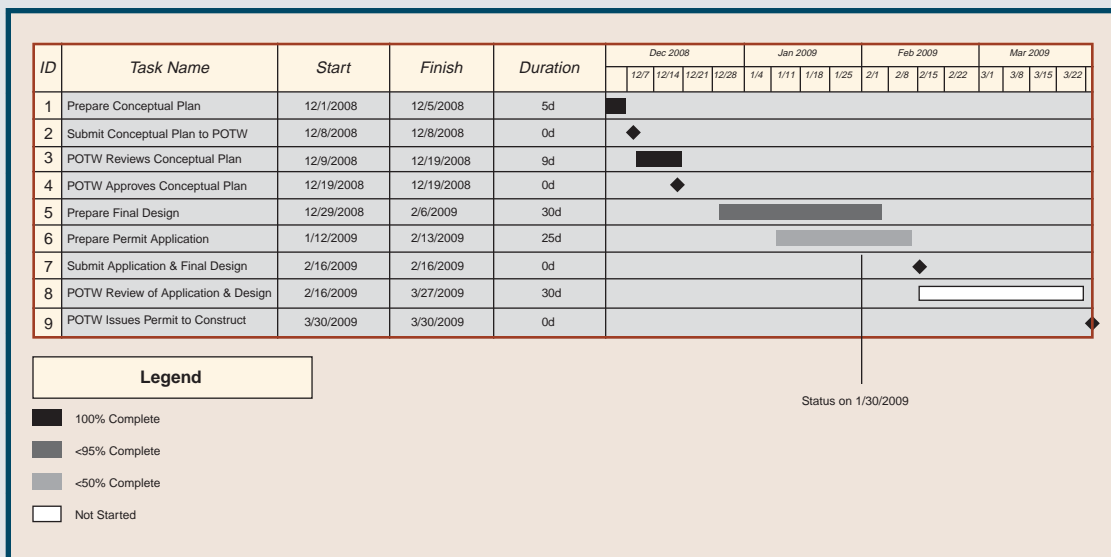 Dec 2008 Jan 2009 Feb 2009 Mar 2009
ID Task Name Start Finish Duration
12/7 12/14 12/21 12/28 1/4 1/11 1/18 1/25 2/1 2/8 2/15 2/22 3/1 3/8 3/15 3/22
1 Prepare Conceptual Plan 12/1/2008 12/5/2008 5d
2 Submit Conceptual Plan to POTW 12/8/2008 12/8/2008 0d
3 POTW Reviews Conceptual Plan 12/9/2008 12/19/2008 9d
4 POTW Approves Conceptual Plan 12/19/2008 12/19/2008 0d
5 Prepare Final Design 12/29/2008 2/6/2009 30d
6 Prepare Permit Application 1/12/2009 2/13/2009 25d
7 Submit Application & Final Design 2/16/2009 2/16/2009 0d
8 POTW Review of Application & Design 2/16/2009 3/27/2009 30d
9 POTW Issues Permit to Construct 3/30/2009 3/30/2009 0d
Legend
Status on 1/30/2009
100% Complete
<95% Complete
<50% Complete
Not Started